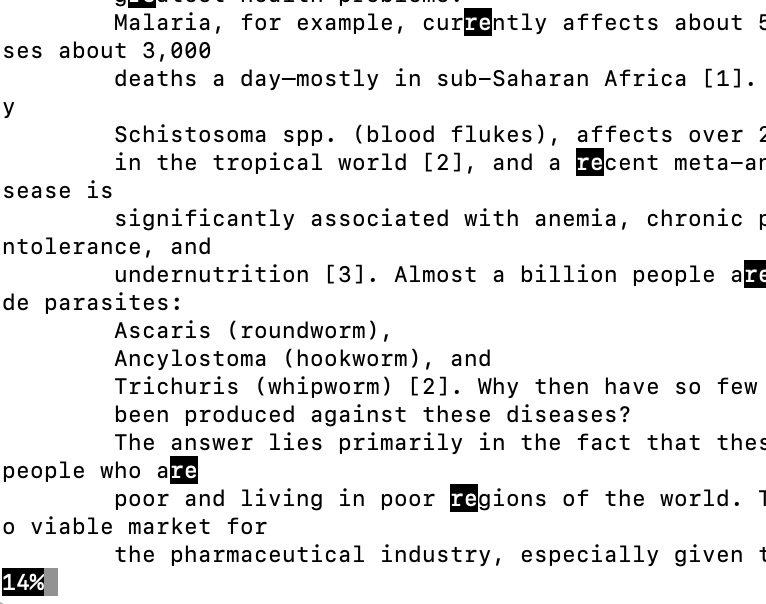 greatest health problems.
Malaria, for example, currently affects about 5
ses about 3,000
deaths a day—mostly in sub-Saharan Africa [1].
y
Schistosoma spp. (blood flukes), affects over 2
in the tropical world [2], and a recent meta-an
sease is
significantly associated with anemia, chronic p
ntolerance, and
undernutrition [3]. Almost a billion people are
de parasites:
Ascaris (roundworm),
Ancylostoma (hookworm), and
Trichuris (whipworm) [2]. Why then have so few
been produced against these diseases?
The answer lies primarily in the fact that thes
people who are
poor and living in poor regions of the world. T
o viable market for
the pharmaceutical industry, especially given t
14%